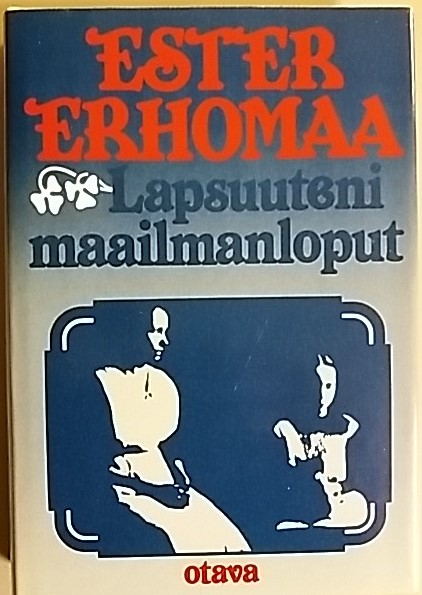 ESTER
ERHOMAA
Lapsuuteni
maailmanloput
otava